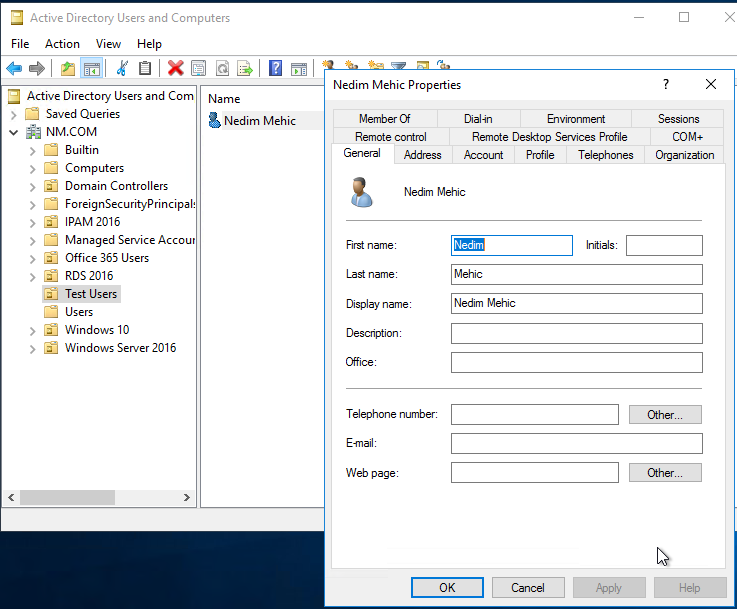 Active Directory Users and Computers
File Action View Help
Active Directory Users and Com
Saved Queries
NM.COM
Builtin
Computers
Domain Controllers
ForeignSecurityPrincipals
IPAM 2016
Managed Service Accour
Office 365 Users
RDS 2016
Test Users
Users
Windows 10
Windows Server 2016
Name
Nedim Mehic
Nedim Mehic Properties
? 
Member Of Dial-in Environment Sessions
Remote control Remote Desktop Services Profile COM+
General Address Account Profile Telephones Organization
Nedim Mehic
First name: Nedim Initials:
Last name: Mehic
Display name: Nedim Mehic
Description:
Office:
Telephone number: Other...
E-mail:
Web page: Other...
OK Cancel Apply Help